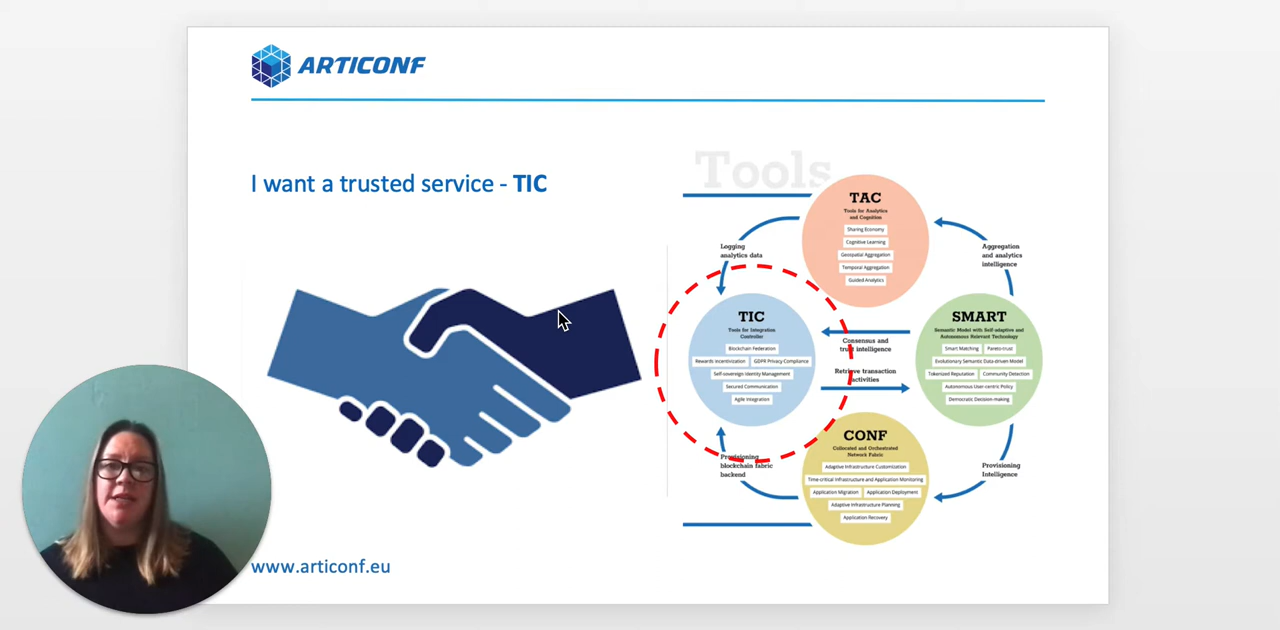 ARTICONF
I want a trusted service - TIC
Tools
TAC
Tools for Analytics
and Cognition
Sharing Economy
Cognitive Learning
Geospatial Aggregation
Temporal Aggregation
Guided Analytics
Logging
analytics data
Aggregation
and analytics
intelligence
TIC
Tools for Integration
Controller
Blockchain Federation
Rewards Incentivization
GDPR Privacy Compliance
Self-sovereign Identity Management
Secured Communication
Agile Integration
Consensus and
trust intelligence
Retrieve transaction
activities
SMART
Semantic Model with Self-adaptive and
Autonomous Relevant Technology
Smart Matching
Pareto-trust
Evolutionary Semantic Data-driven Model
Tokenized Reputation
Community Detection
Autonomous User-centric Policy
Democratic Decision-making
CONF
Collocated and Orchestrated
Network Fabric
Adaptive Infrastructure Customization
Time-critical Infrastructure and Application Monitoring
Application Migration
Application Deployment
Adaptive Infrastructure Planning
Application Recovery
Provisioning
blockchain fabric
backend
Provisioning
Intelligence
www.articonf.eu